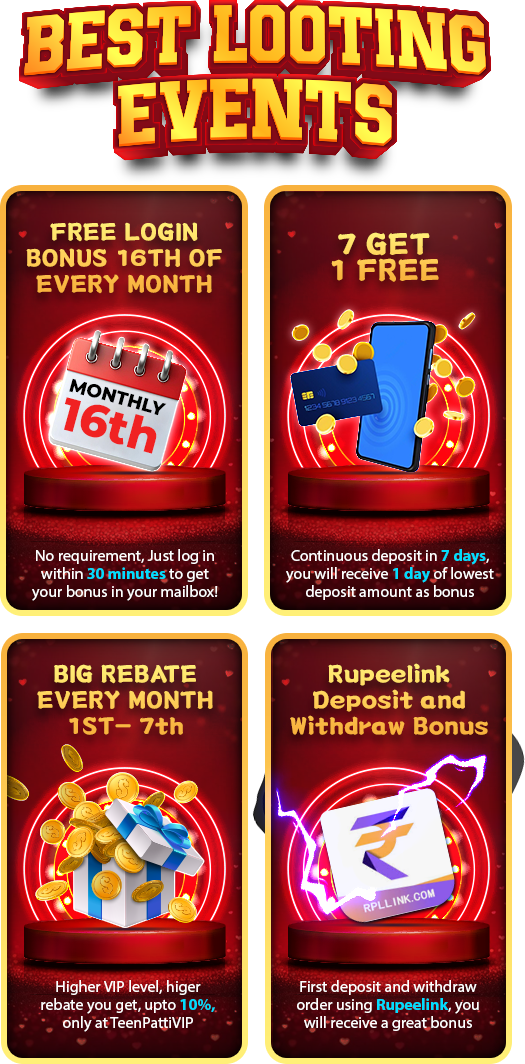 BEST LOOTING
EVENTS
FREE LOGIN
BONUS 16TH OF
EVERY MONTH
MONTHLY
16th
No requirement, Just log in
within 30 minutes to get
your bonus in your mailbox!
7 GET
1 FREE
1234 5670 9123 4567
Continuous deposit in 7 days,
you will receive 1 day of lowest
deposit amount as bonus
BIG REBATE
EVERY MONTH
1ST- 7th
Higher VIP level, higer
rebate you get, upto 10%,
only at TeenPattiVIP
Rupeelink
Deposit and
Withdraw Bonus
RPLLINK.COM
First deposit and withdraw
order using Rupeelink, you
will receive a great bonus